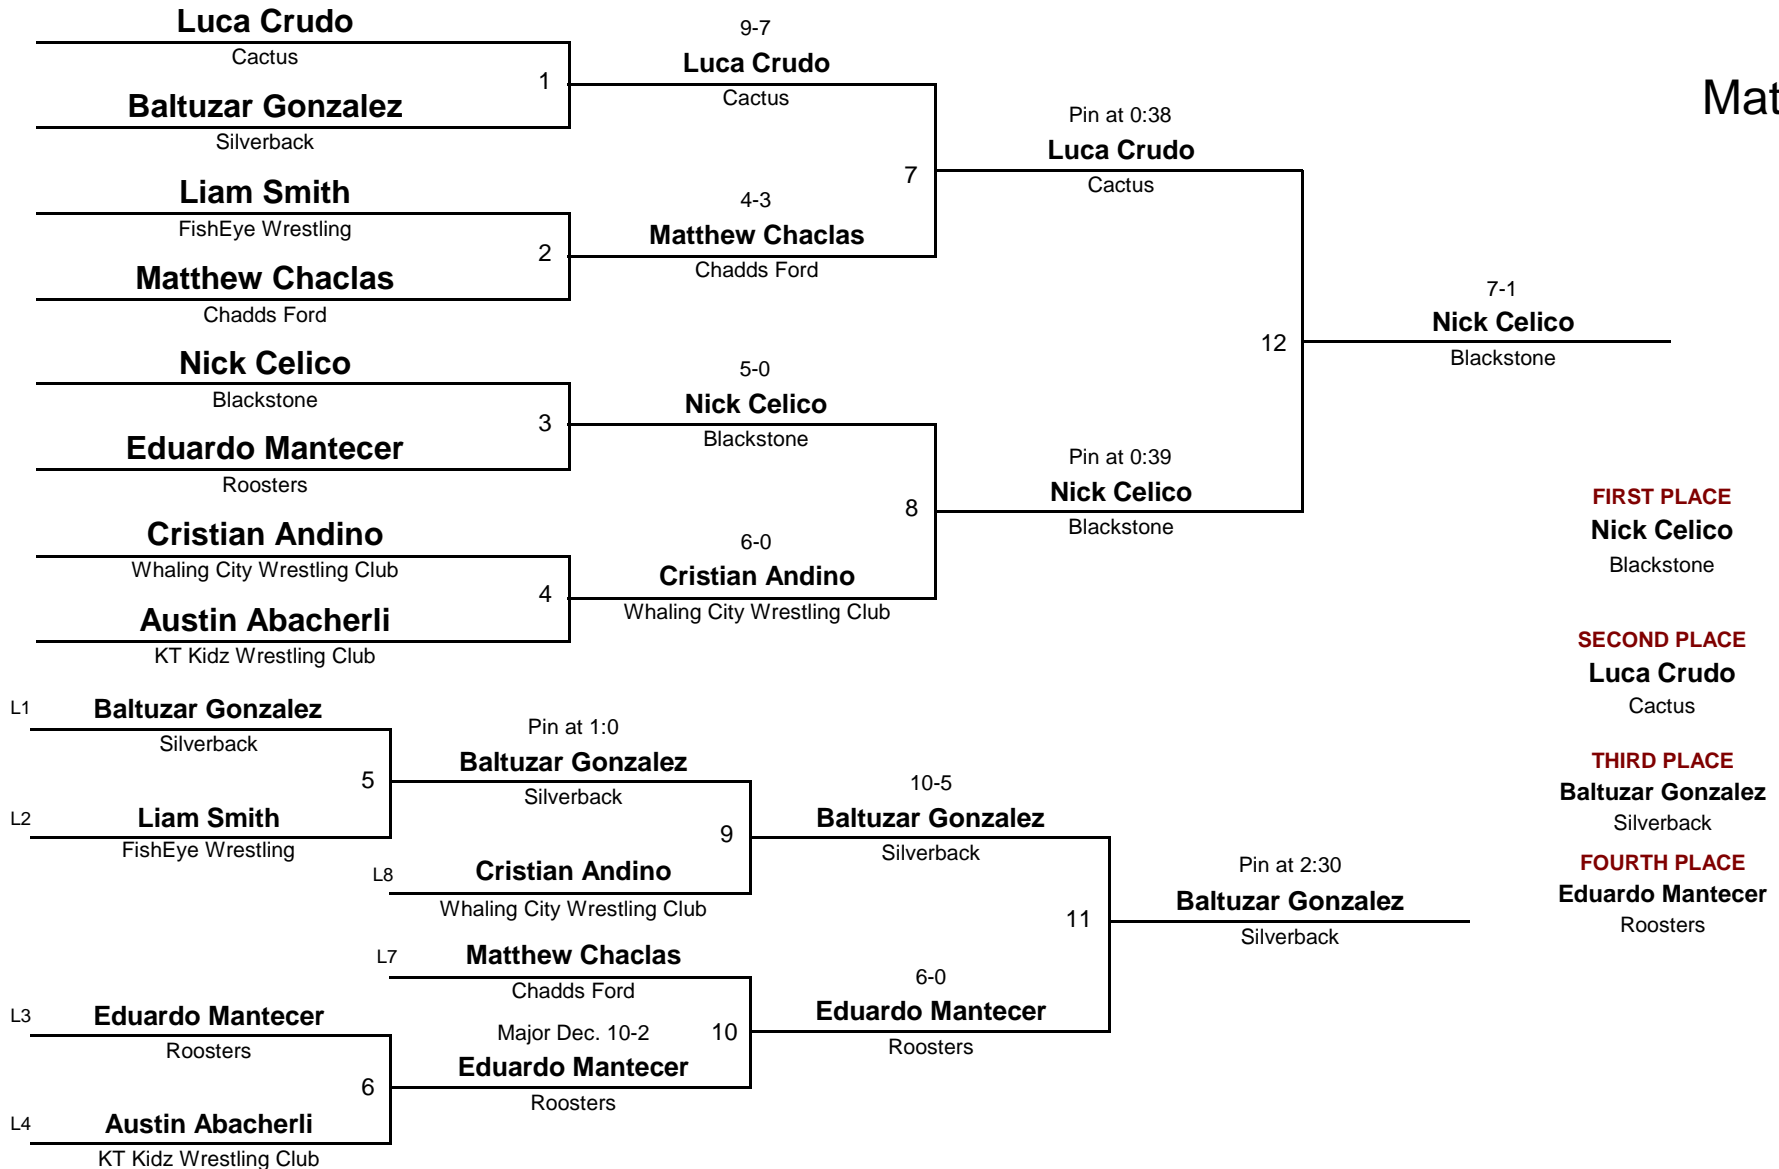 Luca Crudo
Cactus
1
Baltuzar Gonzalez
Silverback
Liam Smith
FishEye Wrestling
2
Matthew Chaclas
Chadds Ford
Nick Celico
Blackstone
3
Eduardo Mantecer
Roosters
Cristian Andino
Whaling City Wrestling Club
4
Austin Abacherli
KT Kidz Wrestling Club
9-7
Luca Crudo
Cactus
7
4-3
Matthew Chaclas
Chadds Ford
5-0
Nick Celico
Blackstone
8
6-0
Cristian Andino
Whaling City Wrestling Club
Pin at 0:38
Luca Crudo
Cactus
12
Pin at 0:39
Nick Celico
Blackstone
7-1
Nick Celico
Blackstone
Mat
FIRST PLACE
Nick Celico
Blackstone
SECOND PLACE
Luca Crudo
Cactus
THIRD PLACE
Baltuzar Gonzalez
Silverback
FOURTH PLACE
Eduardo Mantecer
Roosters
L1 Baltuzar Gonzalez
Silverback
5
L2 Liam Smith
FishEye Wrestling
Pin at 1:0
Baltuzar Gonzalez
Silverback
9
L8 Cristian Andino
Whaling City Wrestling Club
L7 Matthew Chaclas
Chadds Ford
10
Major Dec. 10-2
Eduardo Mantecer
Roosters
L3 Eduardo Mantecer
Roosters
6
L4 Austin Abacherli
KT Kidz Wrestling Club
10-5
Baltuzar Gonzalez
Silverback
11
6-0
Eduardo Mantecer
Roosters
Pin at 2:30
Baltuzar Gonzalez
Silverback